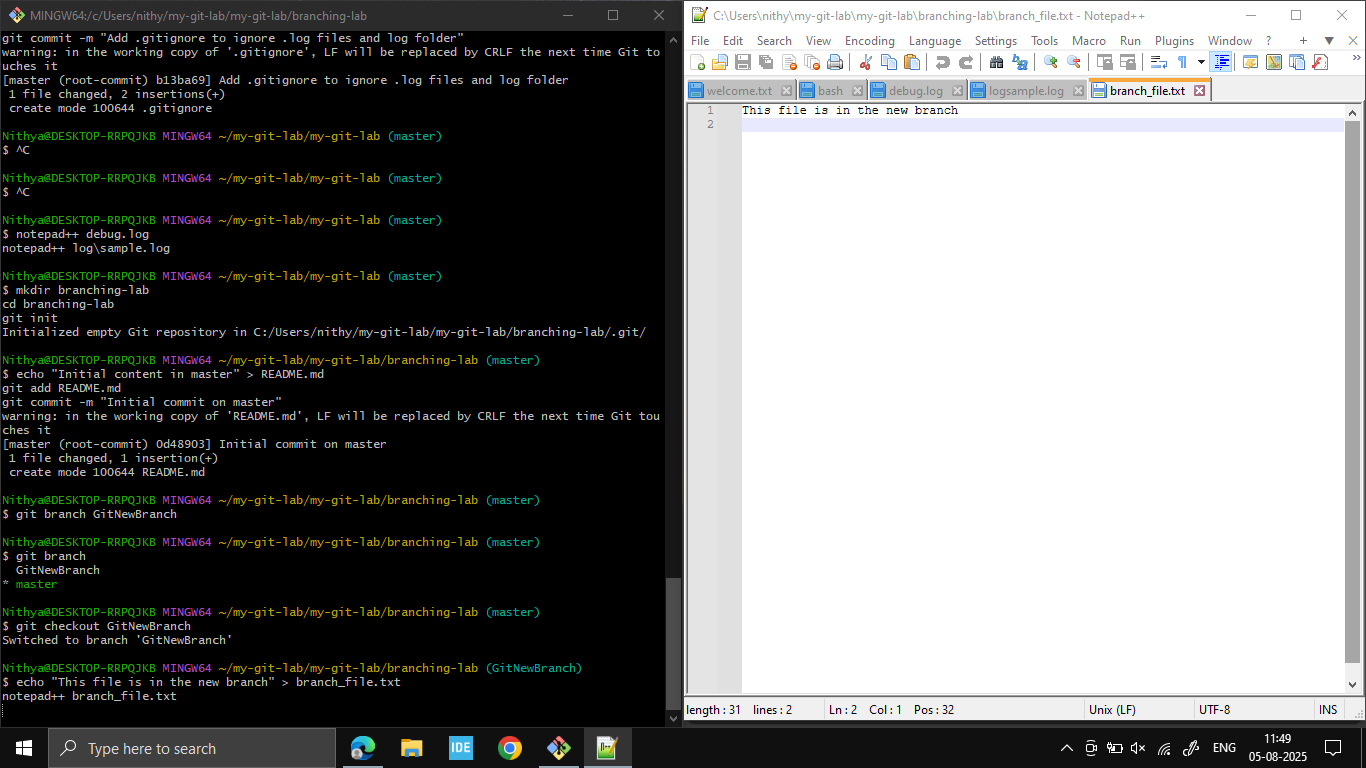 MINGW64:/c/Users/nithy/my-git-lab/my-git-lab/branching-lab
git commit -m "Add .gitignore to ignore .log files and log folder"
warning: in the working copy of '.gitignore', LF will be replaced by CRLF the next time Git to
uches it
[master (root-commit) b13ba69] Add .gitignore to ignore .log files and log folder
 1 file changed, 2 insertions(+)
 create mode 100644 .gitignore
Nithya@DESKTOP-RRPQJKB MINGW64 ~/my-git-lab/my-git-lab (master)
$ ^C
Nithya@DESKTOP-RRPQJKB MINGW64 ~/my-git-lab/my-git-lab (master)
$ ^C
Nithya@DESKTOP-RRPQJKB MINGW64 ~/my-git-lab/my-git-lab (master)
$ notepad++ debug.log
notepad++ log\sample.log
Nithya@DESKTOP-RRPQJKB MINGW64 ~/my-git-lab/my-git-lab (master)
$ mkdir branching-lab
cd branching-lab
git init
Initialized empty Git repository in C:/Users/nithy/my-git-lab/my-git-lab/branching-lab/.git/
Nithya@DESKTOP-RRPQJKB MINGW64 ~/my-git-lab/my-git-lab/branching-lab (master)
$ echo "Initial content in master" > README.md
git add README.md
git commit -m "Initial commit on master"
warning: in the working copy of 'README.md', LF will be replaced by CRLF the next time Git tou
ches it
[master (root-commit) 0d48903] Initial commit on master
 1 file changed, 1 insertion(+)
 create mode 100644 README.md
Nithya@DESKTOP-RRPQJKB MINGW64 ~/my-git-lab/my-git-lab/branching-lab (master)
$ git branch GitNewBranch
Nithya@DESKTOP-RRPQJKB MINGW64 ~/my-git-lab/my-git-lab/branching-lab (master)
$ git branch
  GitNewBranch
* master
Nithya@DESKTOP-RRPQJKB MINGW64 ~/my-git-lab/my-git-lab/branching-lab (master)
$ git checkout GitNewBranch
Switched to branch 'GitNewBranch'
Nithya@DESKTOP-RRPQJKB MINGW64 ~/my-git-lab/my-git-lab/branching-lab (GitNewBranch)
$ echo "This file is in the new branch" > branch_file.txt
notepad++ branch_file.txt
C:\Users\nithy\my-git-lab\my-git-lab\branching-lab\branch_file.txt - Notepad++
File Edit Search View Encoding Language Settings Tools Macro Run Plugins Window ? + ▼ X
welcome.txt bash debug.log logsample.log branch_file.txt
1 This file is in the new branch
2
length : 31 lines : 2 Ln : 2 Col : 1 Pos : 32 Unix (LF) UTF-8 INS
Type here to search
IDE
ENG
11:49
05-08-2025